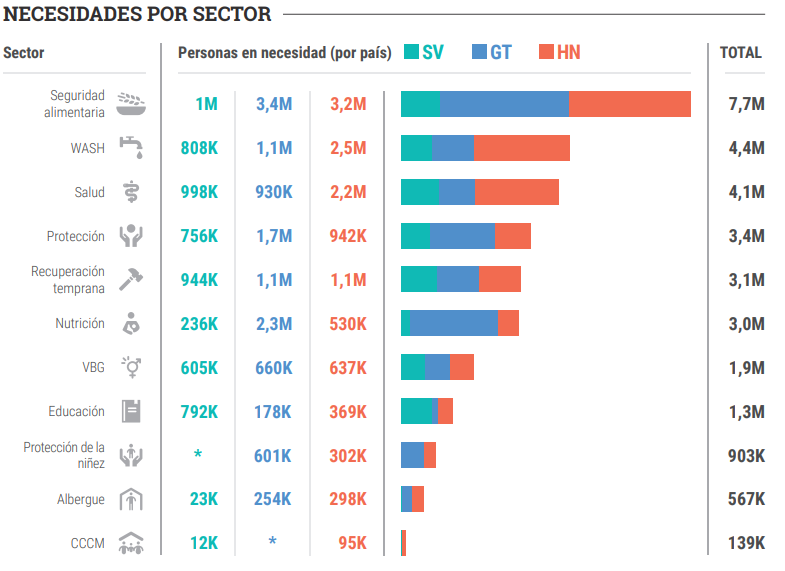 NECESIDADES POR SECTOR
Sector Personas en necesidad (por país) SV GT HN TOTAL
Seguridad
alimentaria 1M 3,4M 3,2M 7,7M
WASH 808K 1,1M 2,5M 4,4M
Salud 998K 930K 2,2M 4,1M
Protección 756K 1,7M 942K 3,4M
Recuperación
temprana 944K 1,1M 1,1M 3,1M
Nutrición 236K 2,3M 530K 3,0M
VBG 605K 660K 637K 1,9M
Educación 792K 178K 369K 1,3M
Protección de la
niñez * 601K 302K 903K
Albergue 23K 254K 298K 567K
CCCM 12K * 95K 139K